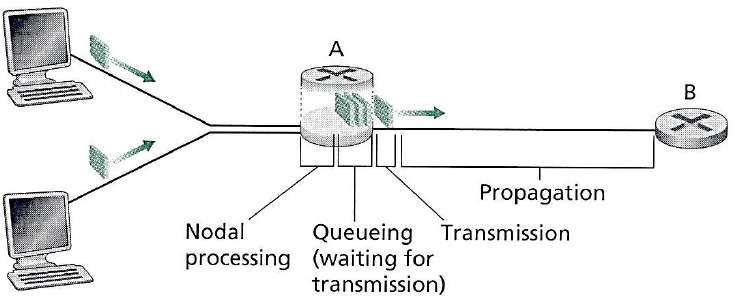 A
B
Propagation
Nodal
processing
Queueing
(waiting for
transmission)
Transmission